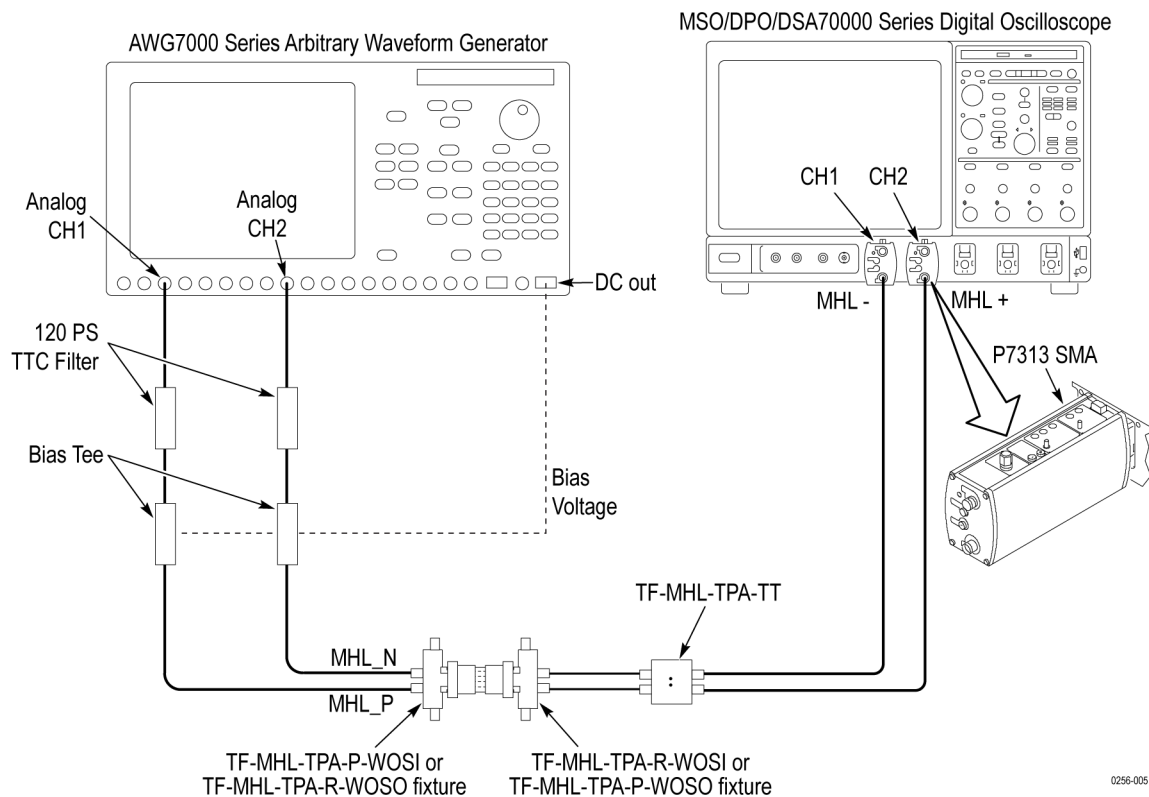 MSO/DPO/DSA70000 Series Digital Oscilloscope
AWG7000 Series Arbitrary Waveform Generator
Analog
CH1
Analog
CH2
CH1
CH2
DC out
MHL -
MHL +
120 PS
TTC Filter
P7313 SMA
Bias Tee
Bias
Voltage
TF-MHL-TPA-TT
MHL_N
MHL_P
TF-MHL-TPA-P-WOSI or
TF-MHL-TPA-R-WOSO fixture
TF-MHL-TPA-R-WOSI or
TF-MHL-TPA-P-WOSO fixture
0256-005